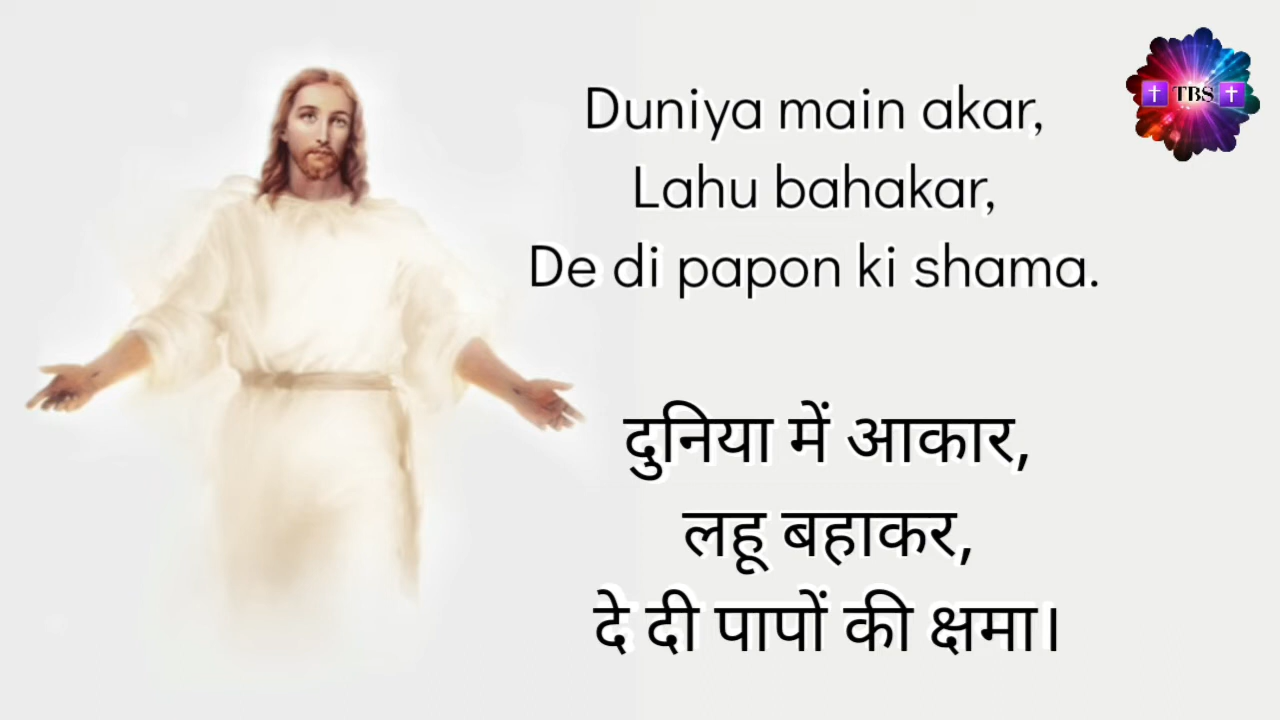 Duniya main akar,
Lahu bahakar,
De di papon ki shama.
TBS
दुनिया में आकार,
लहू बहाकर,
दे दी पापों की क्षमा।